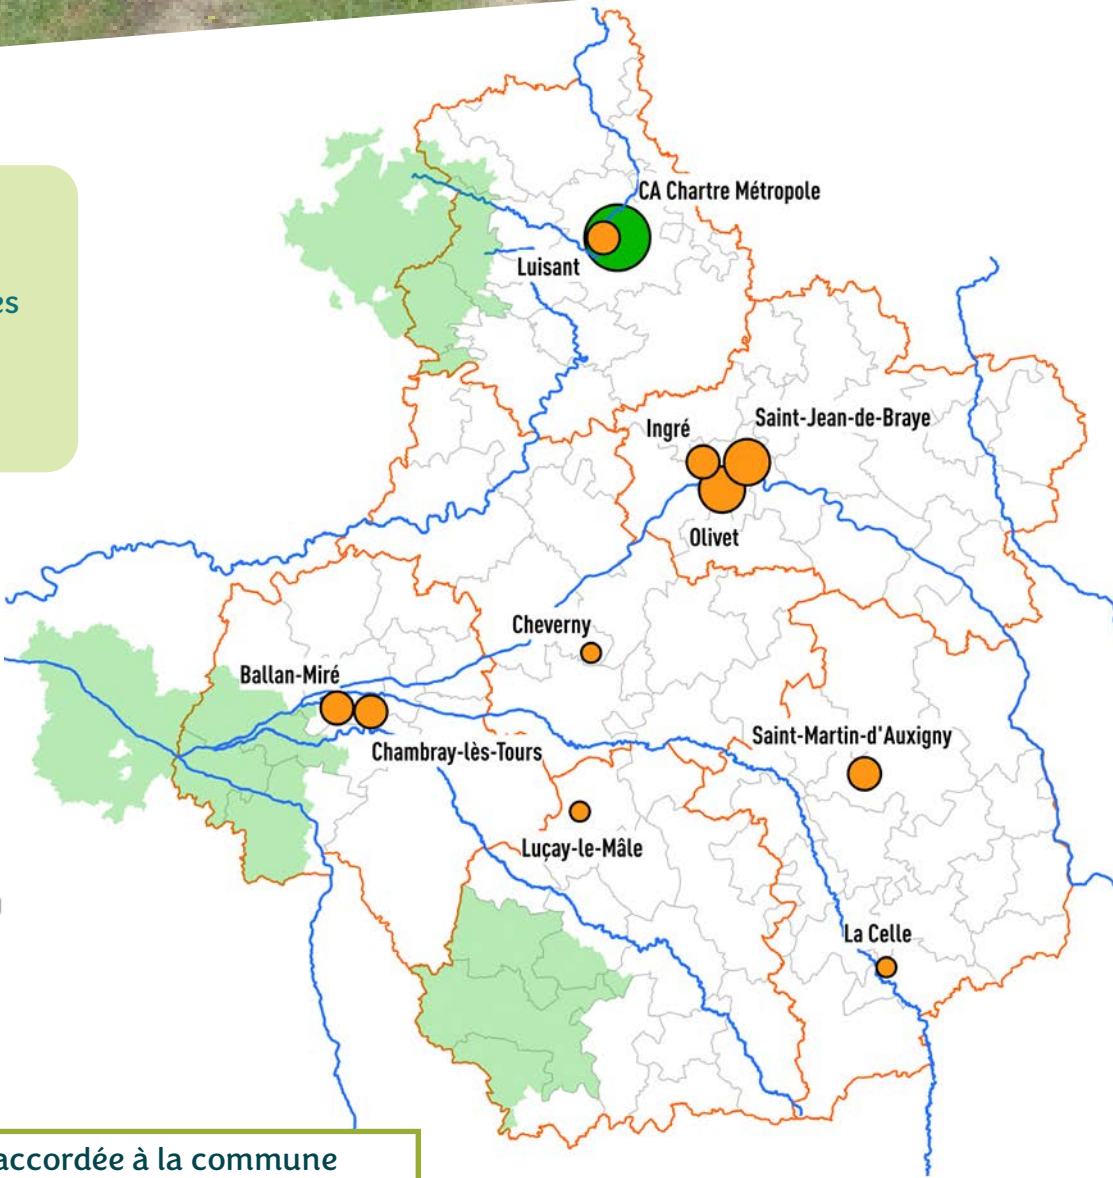 CA Chartre Métropole
Luisant
es
Saint-Jean-de-Braye
Ingré
Olivet
Cheverny
Ballan-Miré
Saint-Martin-d'Auxigny
Chambray-lès-Tours
Luçay-le-Mâle
La Celle
accordée à la commune